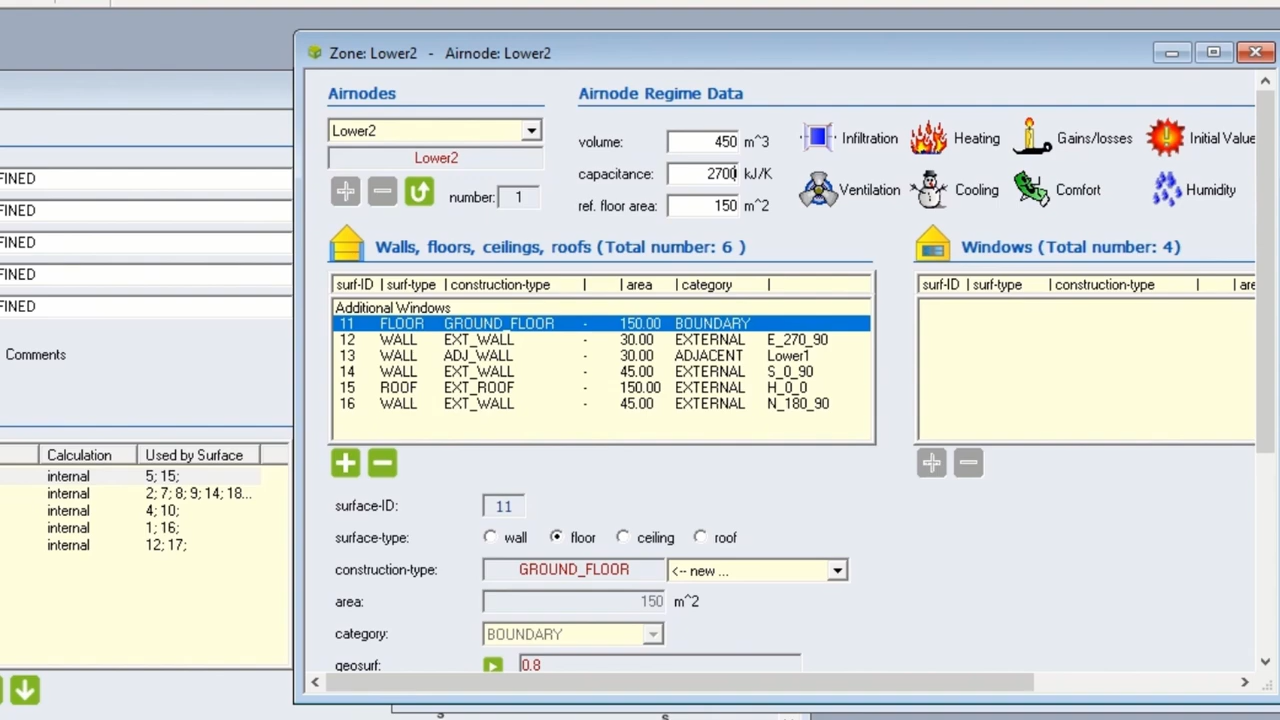 Zone: Lower2 - Airnode: Lower2
Airnodes
Airnode Regime Data
Lower2
Lower2
number: 1
volume: 450 m^3
capacitance: 2700 kJ/K
ref. floor area: 150 m^2
Infiltration
Heating
Gains/losses
Initial Value
Ventilation
Cooling
Comfort
Humidity
Walls, floors, ceilings, roofs (Total number: 6 )
Windows (Total number: 4)
surf-ID | surf-type | construction-type | | area | category |
Additional Windows
11 FLOOR GROUND_FLOOR - 150.00 BOUNDARY
12 WALL EXT_WALL - 30.00 EXTERNAL E_270_90
13 WALL ADJ_WALL - 30.00 ADJACENT Lower1
14 WALL EXT_WALL - 45.00 EXTERNAL S_0_90
15 ROOF EXT_ROOF - 150.00 EXTERNAL H_0_0
16 WALL EXT_WALL - 45.00 EXTERNAL N_180_90
surf-ID | surf-type | construction-type | | are
surface-ID: 11
surface-type: wall floor ceiling roof
construction-type: GROUND_FLOOR <-- new ...
area: 150 m^2
category: BOUNDARY
geosurf: 0.8
FINED
FINED
FINED
FINED
FINED
Comments
Calculation Used by Surface
internal 5; 15;
internal 2; 7; 8; 9; 14; 18...
internal 4; 10;
internal 1; 16;
internal 12; 17;